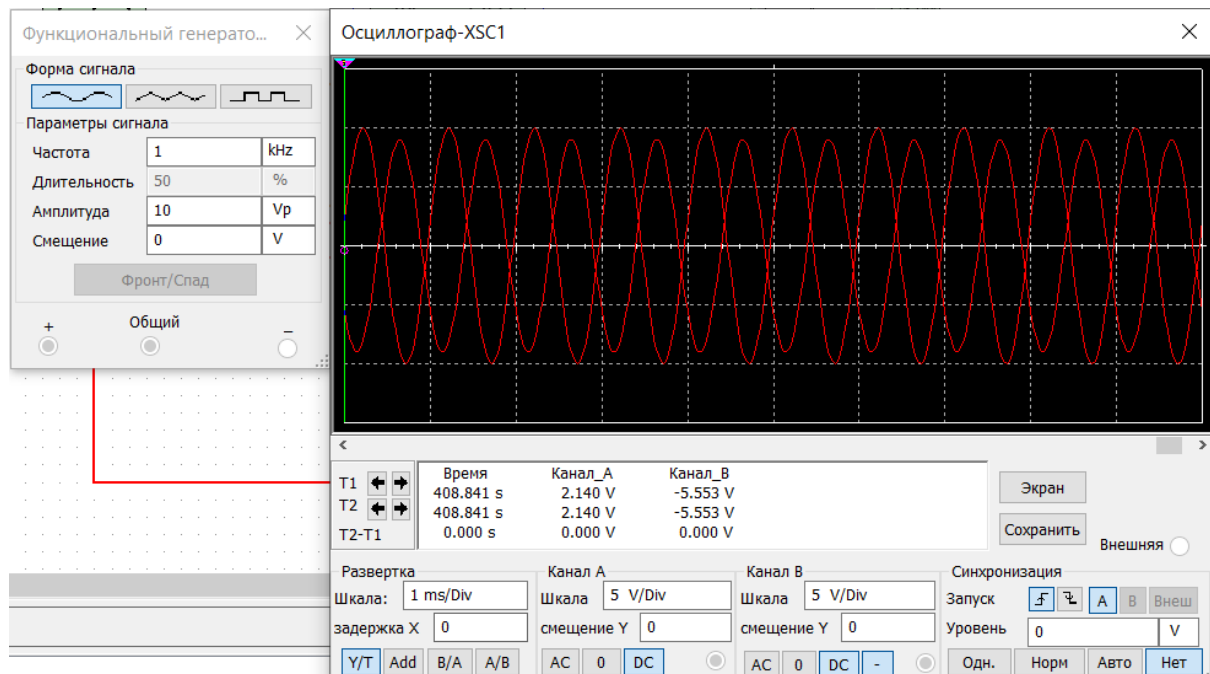 Функциональный генерато...
Форма сигнала
Параметры сигнала
Частота 1 kHz
Длительность 50 %
Амплитуда 10 Vp
Смещение 0 V
Фронт/Спад
+ Общий –
Осциллограф-XSC1
T1
T2
T2-T1
Время Канал_A Канал_B
408.841 s 2.140 V -5.553 V
408.841 s 2.140 V -5.553 V
0.000 s 0.000 V 0.000 V
Экран
Сохранить
Внешняя
Развертка
Шкала: 1 ms/Div
задержка X 0
Y/T Add B/A A/B
Канал A
Шкала 5 V/Div
смещение Y 0
AC 0 DC
Канал B
Шкала 5 V/Div
смещение Y 0
AC 0 DC -
Синхронизация
Запуск A B Внеш
Уровень 0 V
Одн. Норм Авто Нет